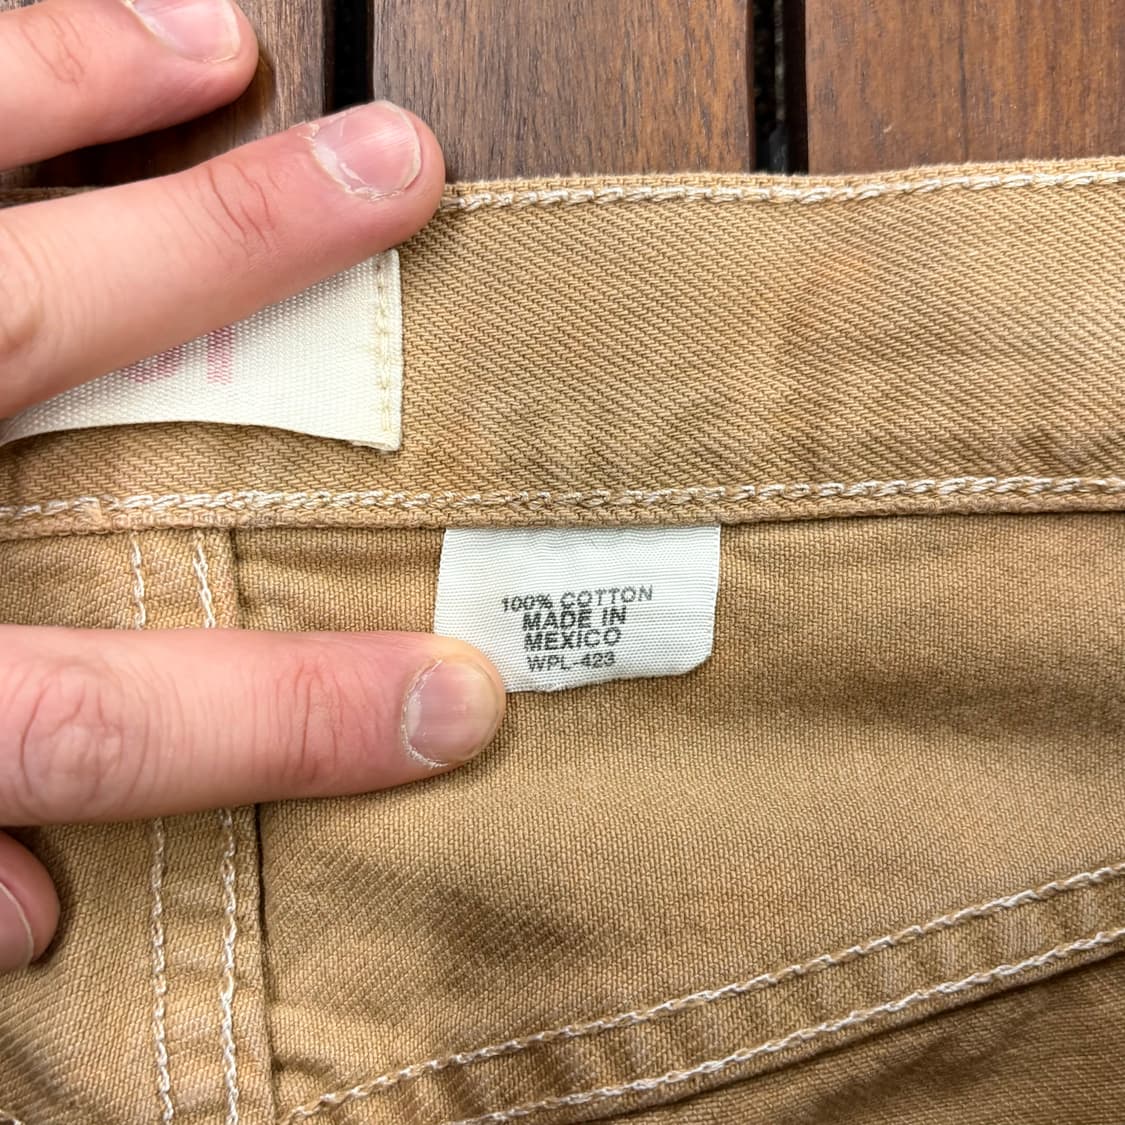 100% COTTON
MADE IN
MEXICO
WPL-423